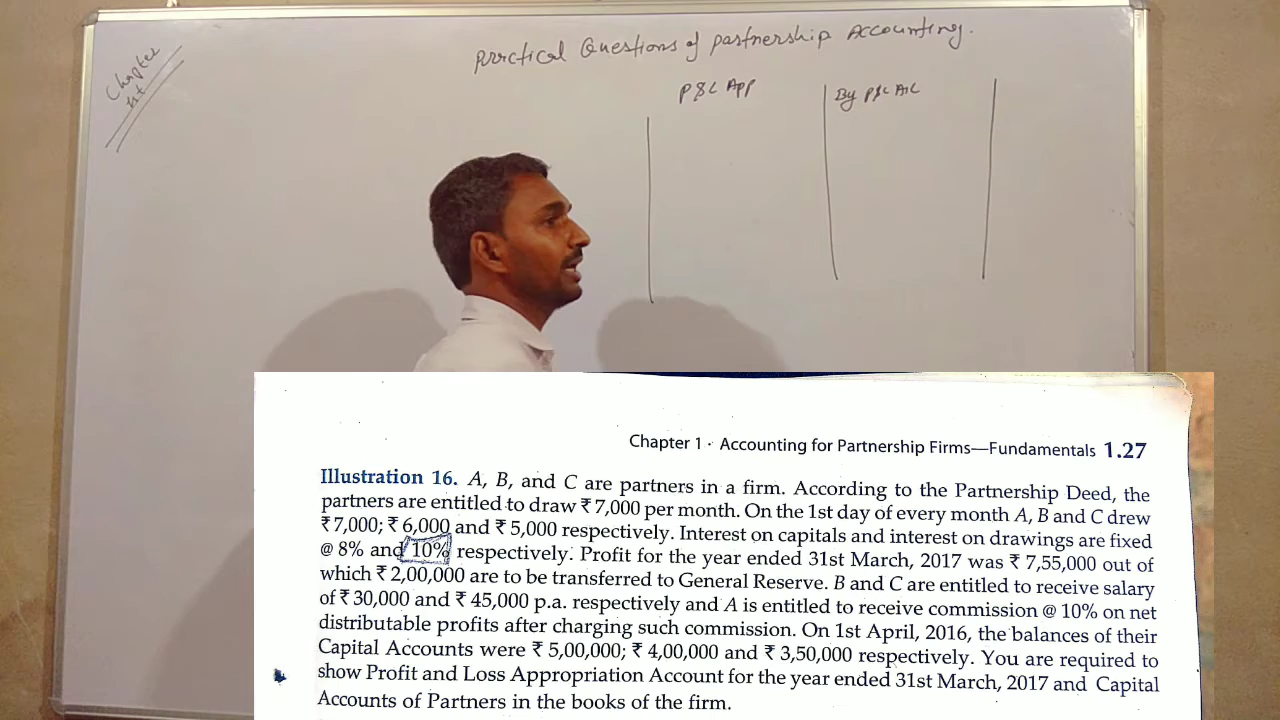 Chapter
1st
Practical Questions of partnership Accounting.
P&L App
By P&L A/c
Chapter 1 · Accounting for Partnership Firms—Fundamentals 1.27
Illustration 16. A, B, and C are partners in a firm. According to the Partnership Deed, the
partners are entitled to draw ₹ 7,000 per month. On the 1st day of every month A, B and C drew
₹ 7,000; ₹ 6,000 and ₹ 5,000 respectively. Interest on capitals and interest on drawings are fixed
@ 8% and 10% respectively. Profit for the year ended 31st March, 2017 was ₹ 7,55,000 out of
which ₹ 2,00,000 are to be transferred to General Reserve. B and C are entitled to receive salary
of ₹ 30,000 and ₹ 45,000 p.a. respectively and A is entitled to receive commission @ 10% on net
distributable profits after charging such commission. On 1st April, 2016, the balances of their
Capital Accounts were ₹ 5,00,000; ₹ 4,00,000 and ₹ 3,50,000 respectively. You are required to
show Profit and Loss Appropriation Account for the year ended 31st March, 2017 and Capital
Accounts of Partners in the books of the firm.